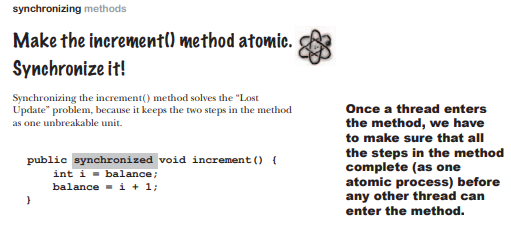 synchronizing methods
Make the increment() method atomic.
Synchronize it!
Synchronizing the increment() method solves the “Lost
Update” problem, because it keeps the two steps in the method
as one unbreakable unit.
public synchronized void increment() {
    int i = balance;
    balance = i + 1;
}
Once a thread enters
the method, we have
to make sure that all
the steps in the method
complete (as one
atomic process) before
any other thread can
enter the method.